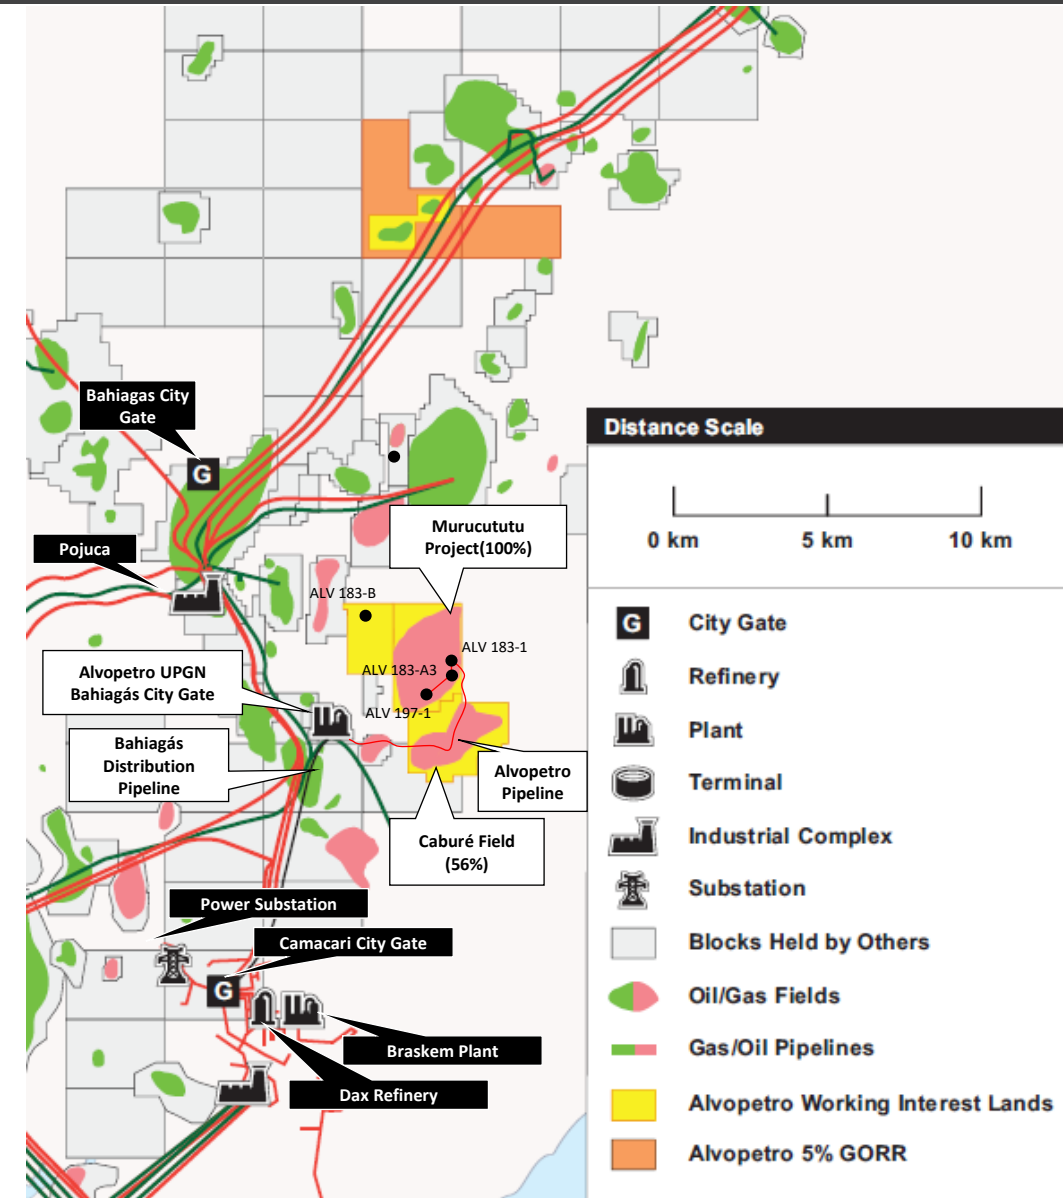 Bahiagas City
Gate
G
Pojuca
Murucututu
Project(100%)
ALV 183-B
ALV 183-1
ALV 183-A3
ALV 197-1
Alvopetro UPGN
Bahiagás City Gate
Bahiagás
Distribution
Pipeline
Alvopetro
Pipeline
Caburé Field
(56%)
Power Substation
Camacari City Gate
G
Braskem Plant
Dax Refinery
Distance Scale
0 km
5 km
10 km
G
City Gate
Refinery
Plant
Terminal
Industrial Complex
Substation
Blocks Held by Others
Oil/Gas Fields
Gas/Oil Pipelines
Alvopetro Working Interest Lands
Alvopetro 5% GORR